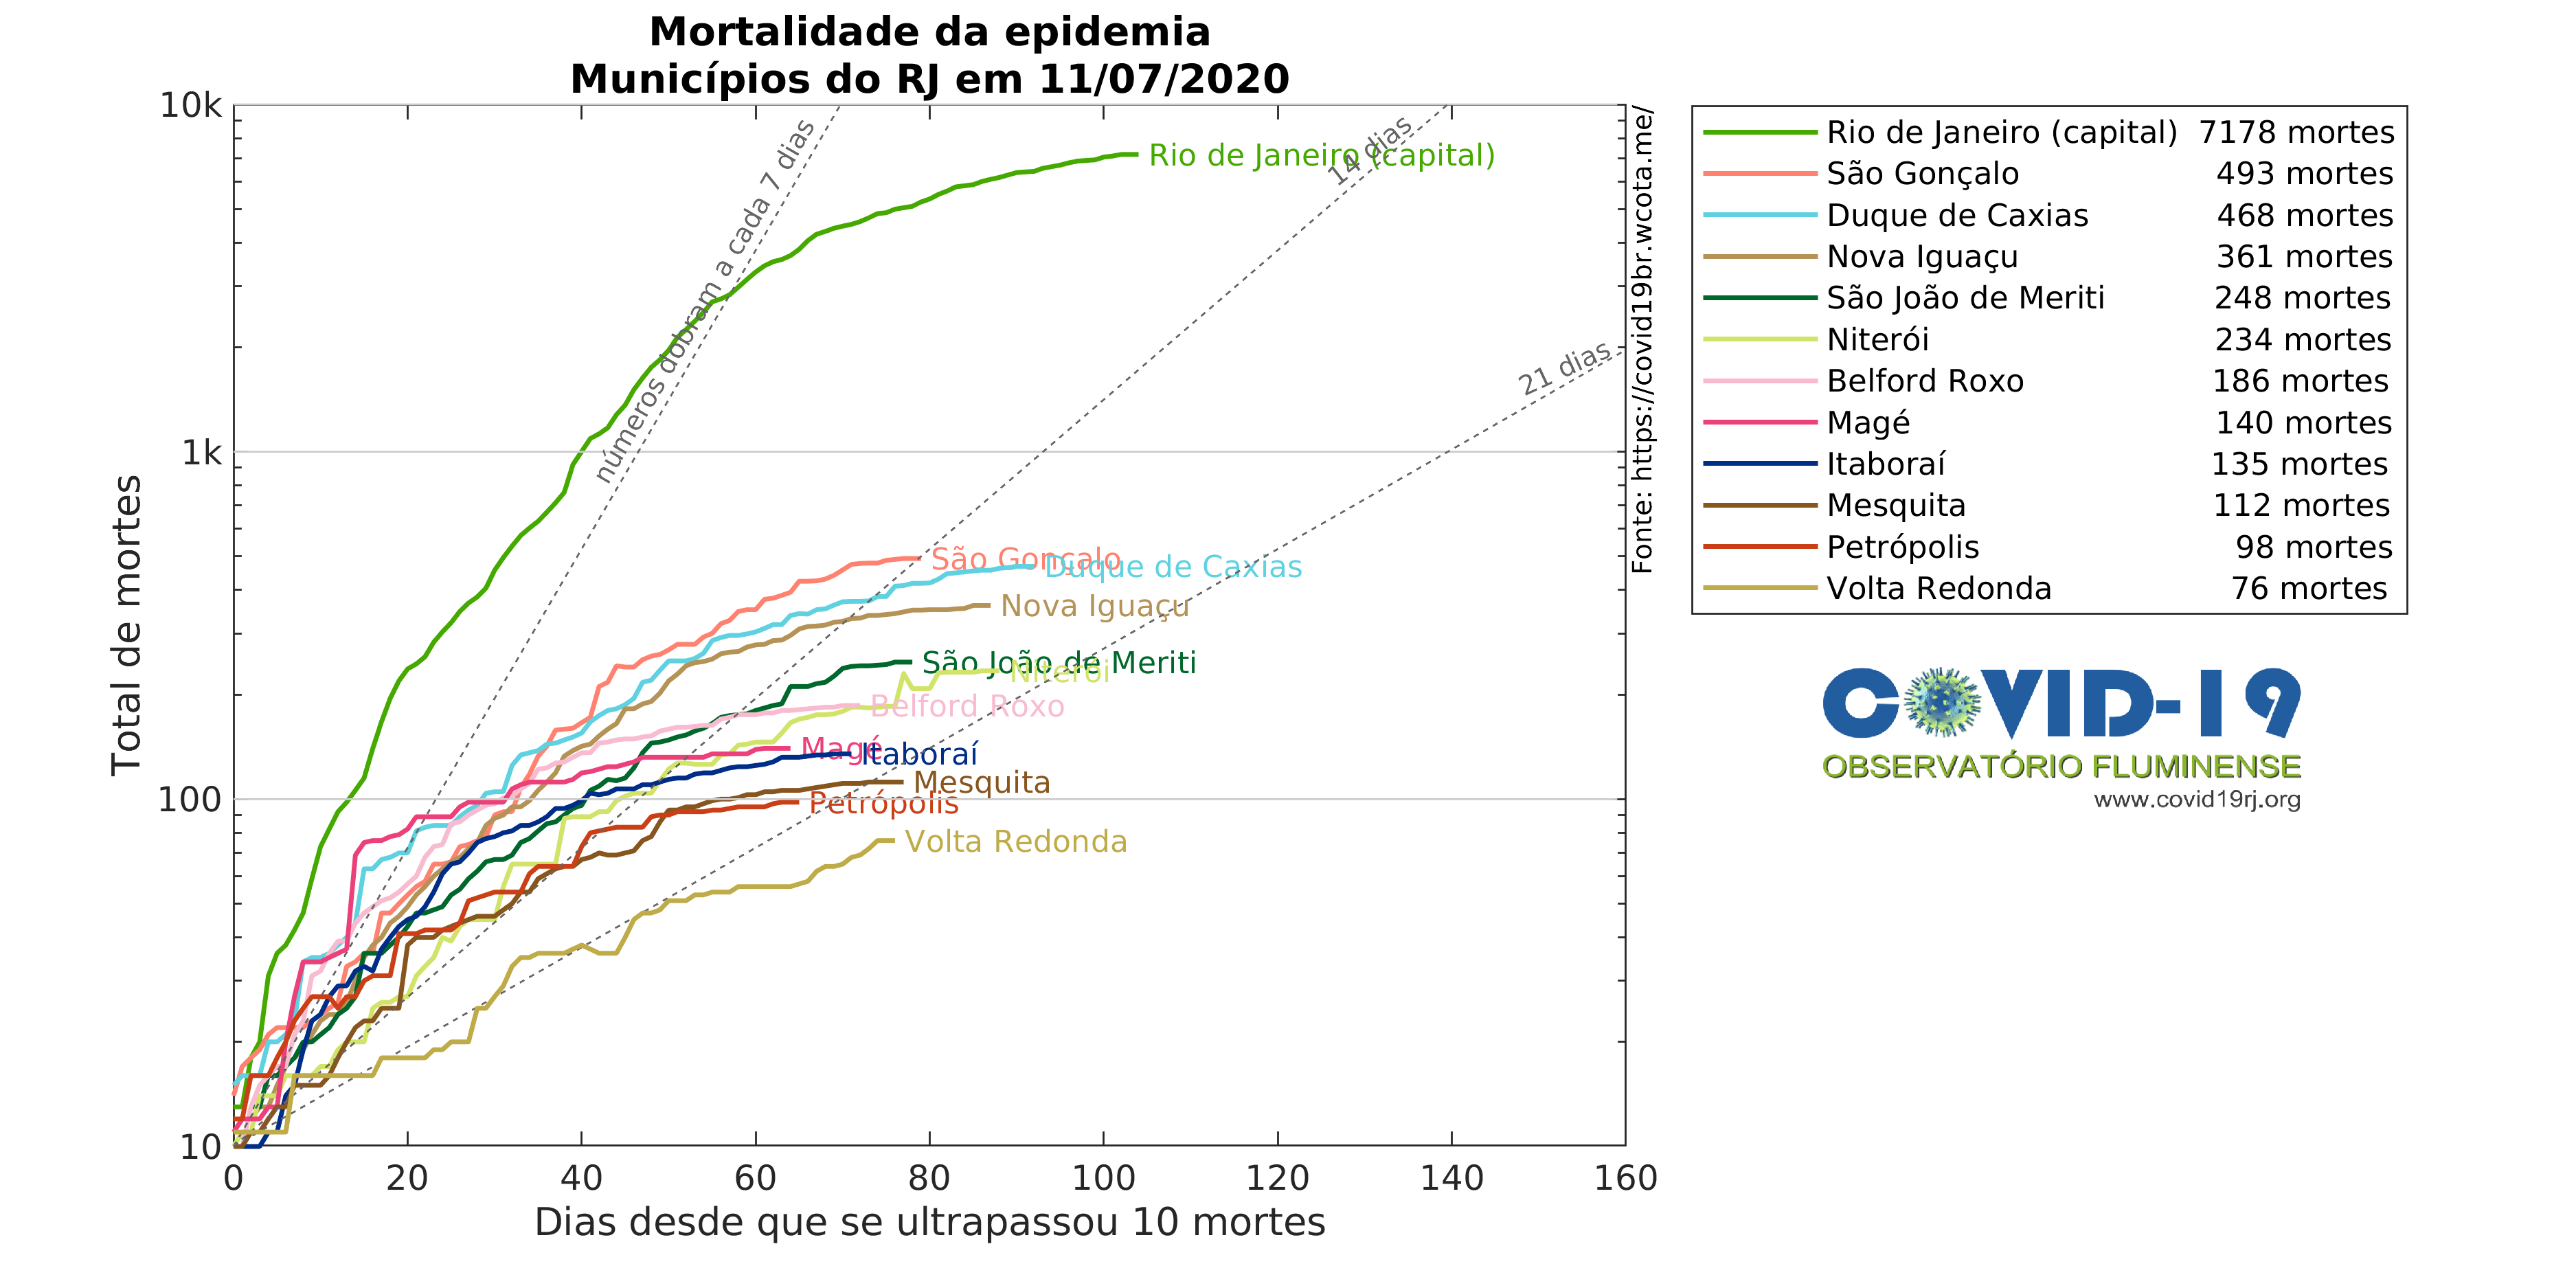 Mortalidade da epidemia
Municípios do RJ em 11/07/2020
Total de mortes
10k
1k
100
10
0 20 40 60 80 100 120 140 160
Dias desde que se ultrapassou 10 mortes
números dobram a cada 7 dias
14 dias
21 dias
Rio de Janeiro (capital)
São Gonçalo
Duque de Caxias
Nova Iguaçu
São João de Meriti
Niterói
Belford Roxo
Magé
Itaboraí
Mesquita
Petrópolis
Volta Redonda
Fonte: https://covid19br.wcota.me/
Rio de Janeiro (capital) 7178 mortes
São Gonçalo 493 mortes
Duque de Caxias 468 mortes
Nova Iguaçu 361 mortes
São João de Meriti 248 mortes
Niterói 234 mortes
Belford Roxo 186 mortes
Magé 140 mortes
Itaboraí 135 mortes
Mesquita 112 mortes
Petrópolis 98 mortes
Volta Redonda 76 mortes
COVID-19
OBSERVATÓRIO FLUMINENSE
www.covid19rj.org